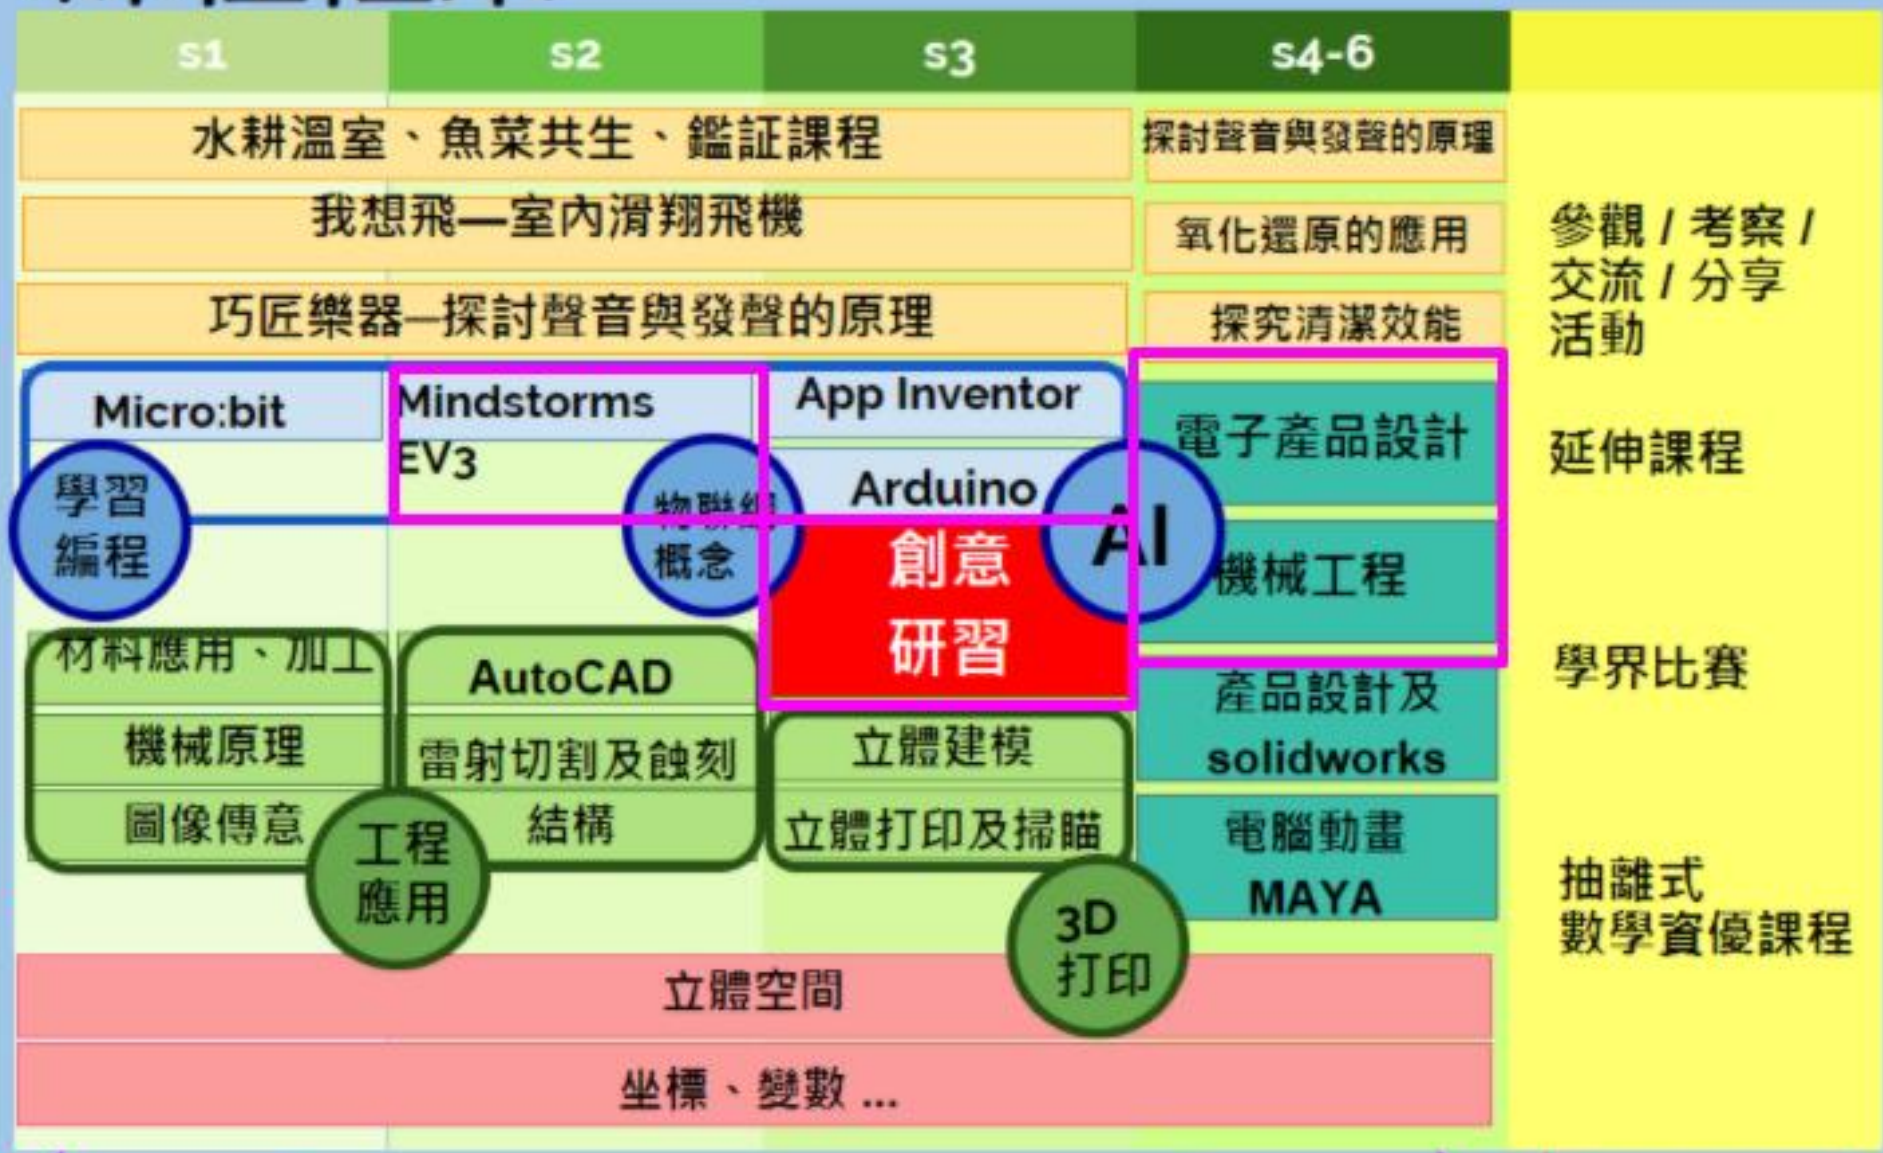 s1
s2
s3
s4-6
水耕溫室、魚菜共生、鑑証課程
探討聲音與發聲的原理
我想飛—室內滑翔飛機
氧化還原的應用
巧匠樂器—探討聲音與發聲的原理
探究清潔效能
參觀 / 考察 /
交流 / 分享
活動
延伸課程
學界比賽
抽離式
數學資優課程
Micro:bit
Mindstorms
EV3
App Inventor
Arduino
電子產品設計
學習
編程
物聯網
概念
創意
研習
AI
機械工程
材料應用、加工
機械原理
圖像傳意
AutoCAD
雷射切割及蝕刻
結構
立體建模
立體打印及掃瞄
產品設計及
solidworks
電腦動畫
MAYA
工程
應用
3D
打印
立體空間
坐標、變數 ...